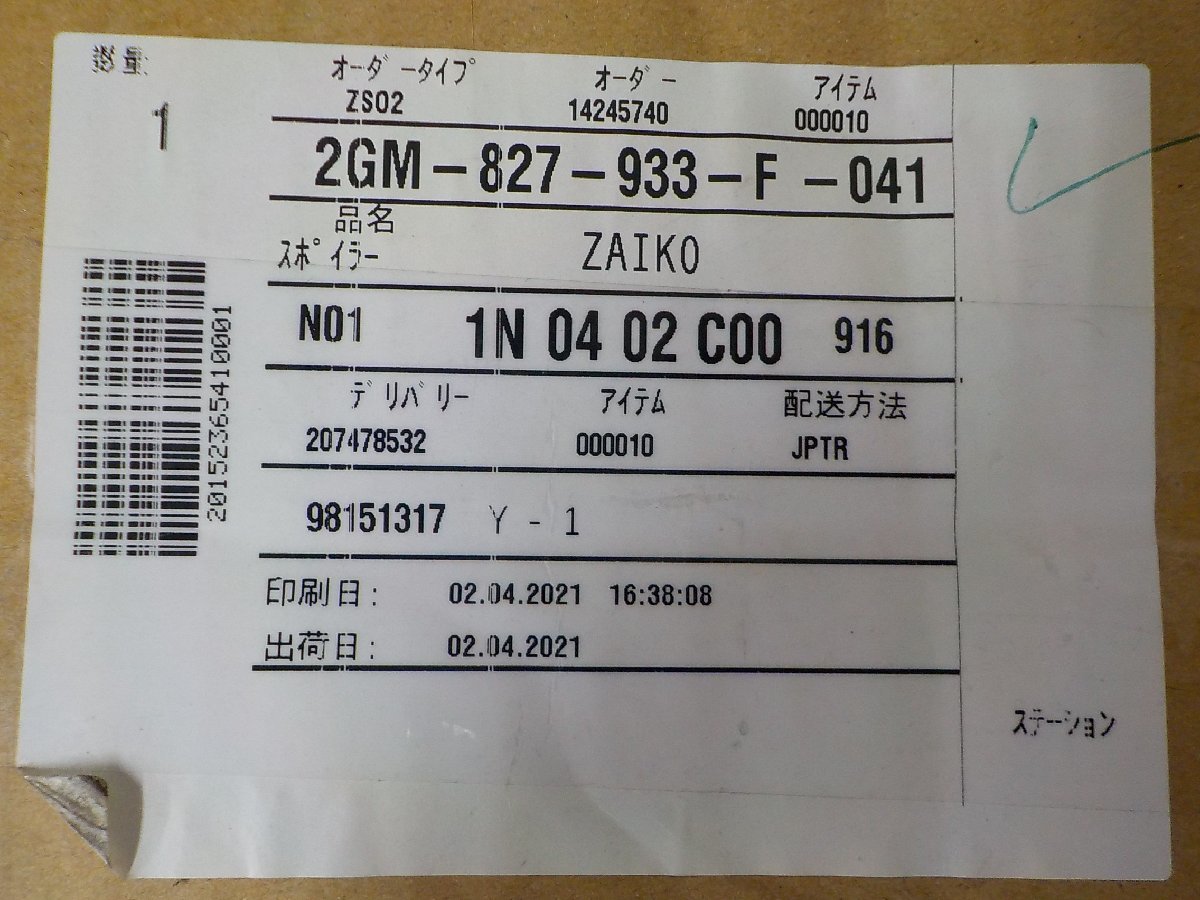 数量
1
オーダータイプ オーダー アイテム
ZS02 14245740 000010
2GM-827-933-F-041
品名
スポイラー ZAIKO
N01 1N 04 02 C00 916
デリバリー アイテム 配送方法
207478532 000010 JPTR
98151317 Y-1
印刷日: 02.04.2021 16:38:08
出荷日: 02.04.2021
20152365410001
ステーション